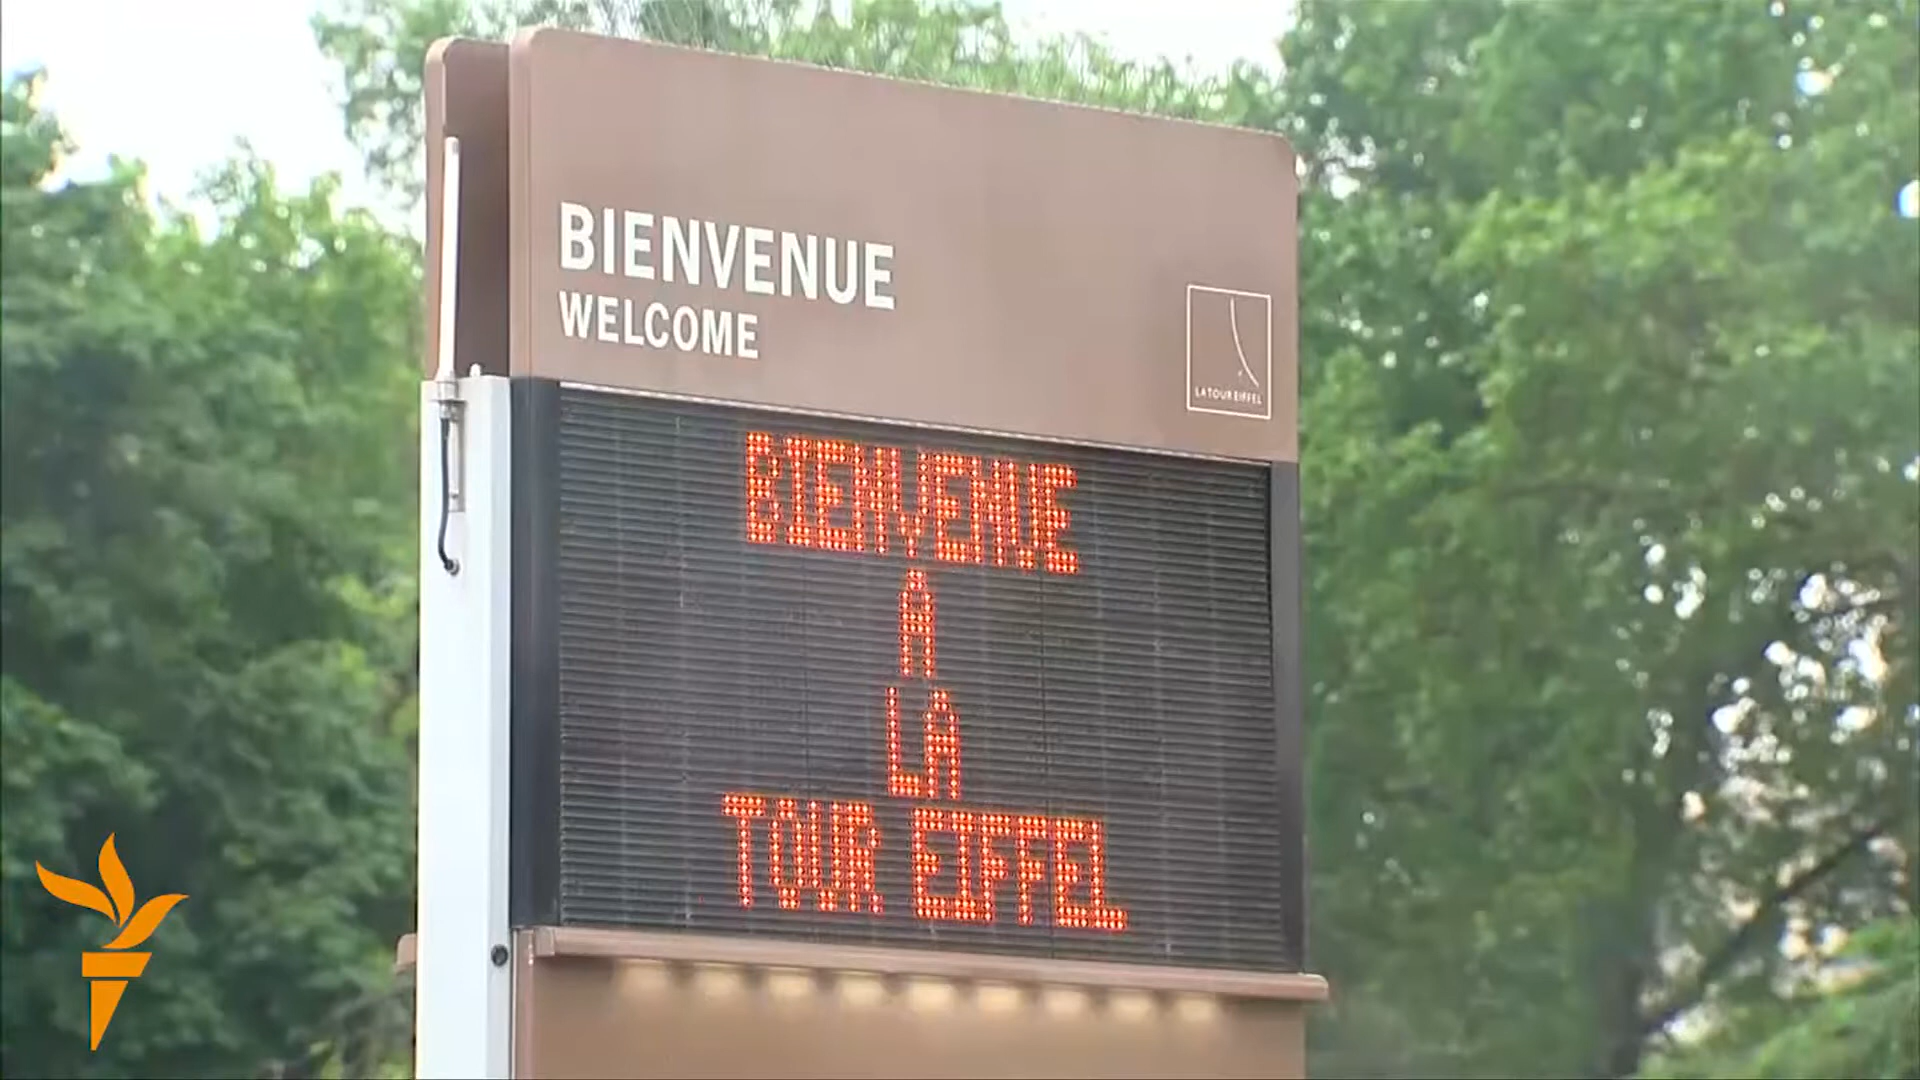 BIENVENUE
WELCOME
LA TOUR EIFFEL
BIENVENUE
A
LA
TOUR EIFFEL